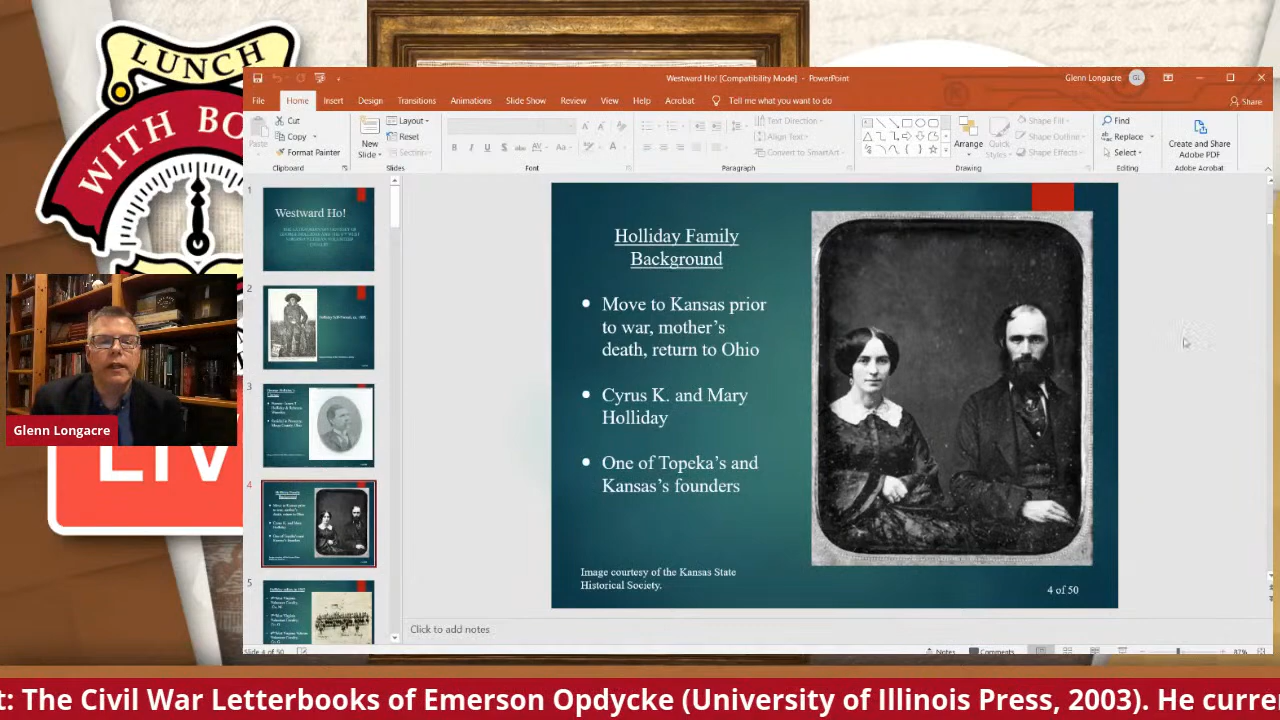 LUNCH
WITH BO
LIV
Glenn Longacre
Westward Ho! [Compatibility Mode] - PowerPoint
Glenn Longacre
GL
File Home Insert Design Transitions Animations Slide Show Review View Help Acrobat Tell me what you want to do
Share
Paste
Cut
Copy
Format Painter
Clipboard
New
Slide
Layout
Reset
Section
Slides
Font
Text Direction
Align Text
Convert to SmartArt
Paragraph
Arrange
Quick
Styles
Shape Fill
Shape Outline
Shape Effects
Drawing
Find
Replace
Select
Editing
Create and Share
Adobe PDF
Adobe Acrobat
1
Westward Ho!
2
3
4
5
Holliday Family
Background
• Move to Kansas prior
to war, mother's
death, return to Ohio
• Cyrus K. and Mary
Holliday
• One of Topeka's and
Kansas's founders
Image courtesy of the Kansas State
Historical Society.
4 of 50
Click to add notes
Slide 4 of 50
Notes
Comments
87%
t: The Civil War Letterbooks of Emerson Opdycke (University of Illinois Press, 2003). He curre